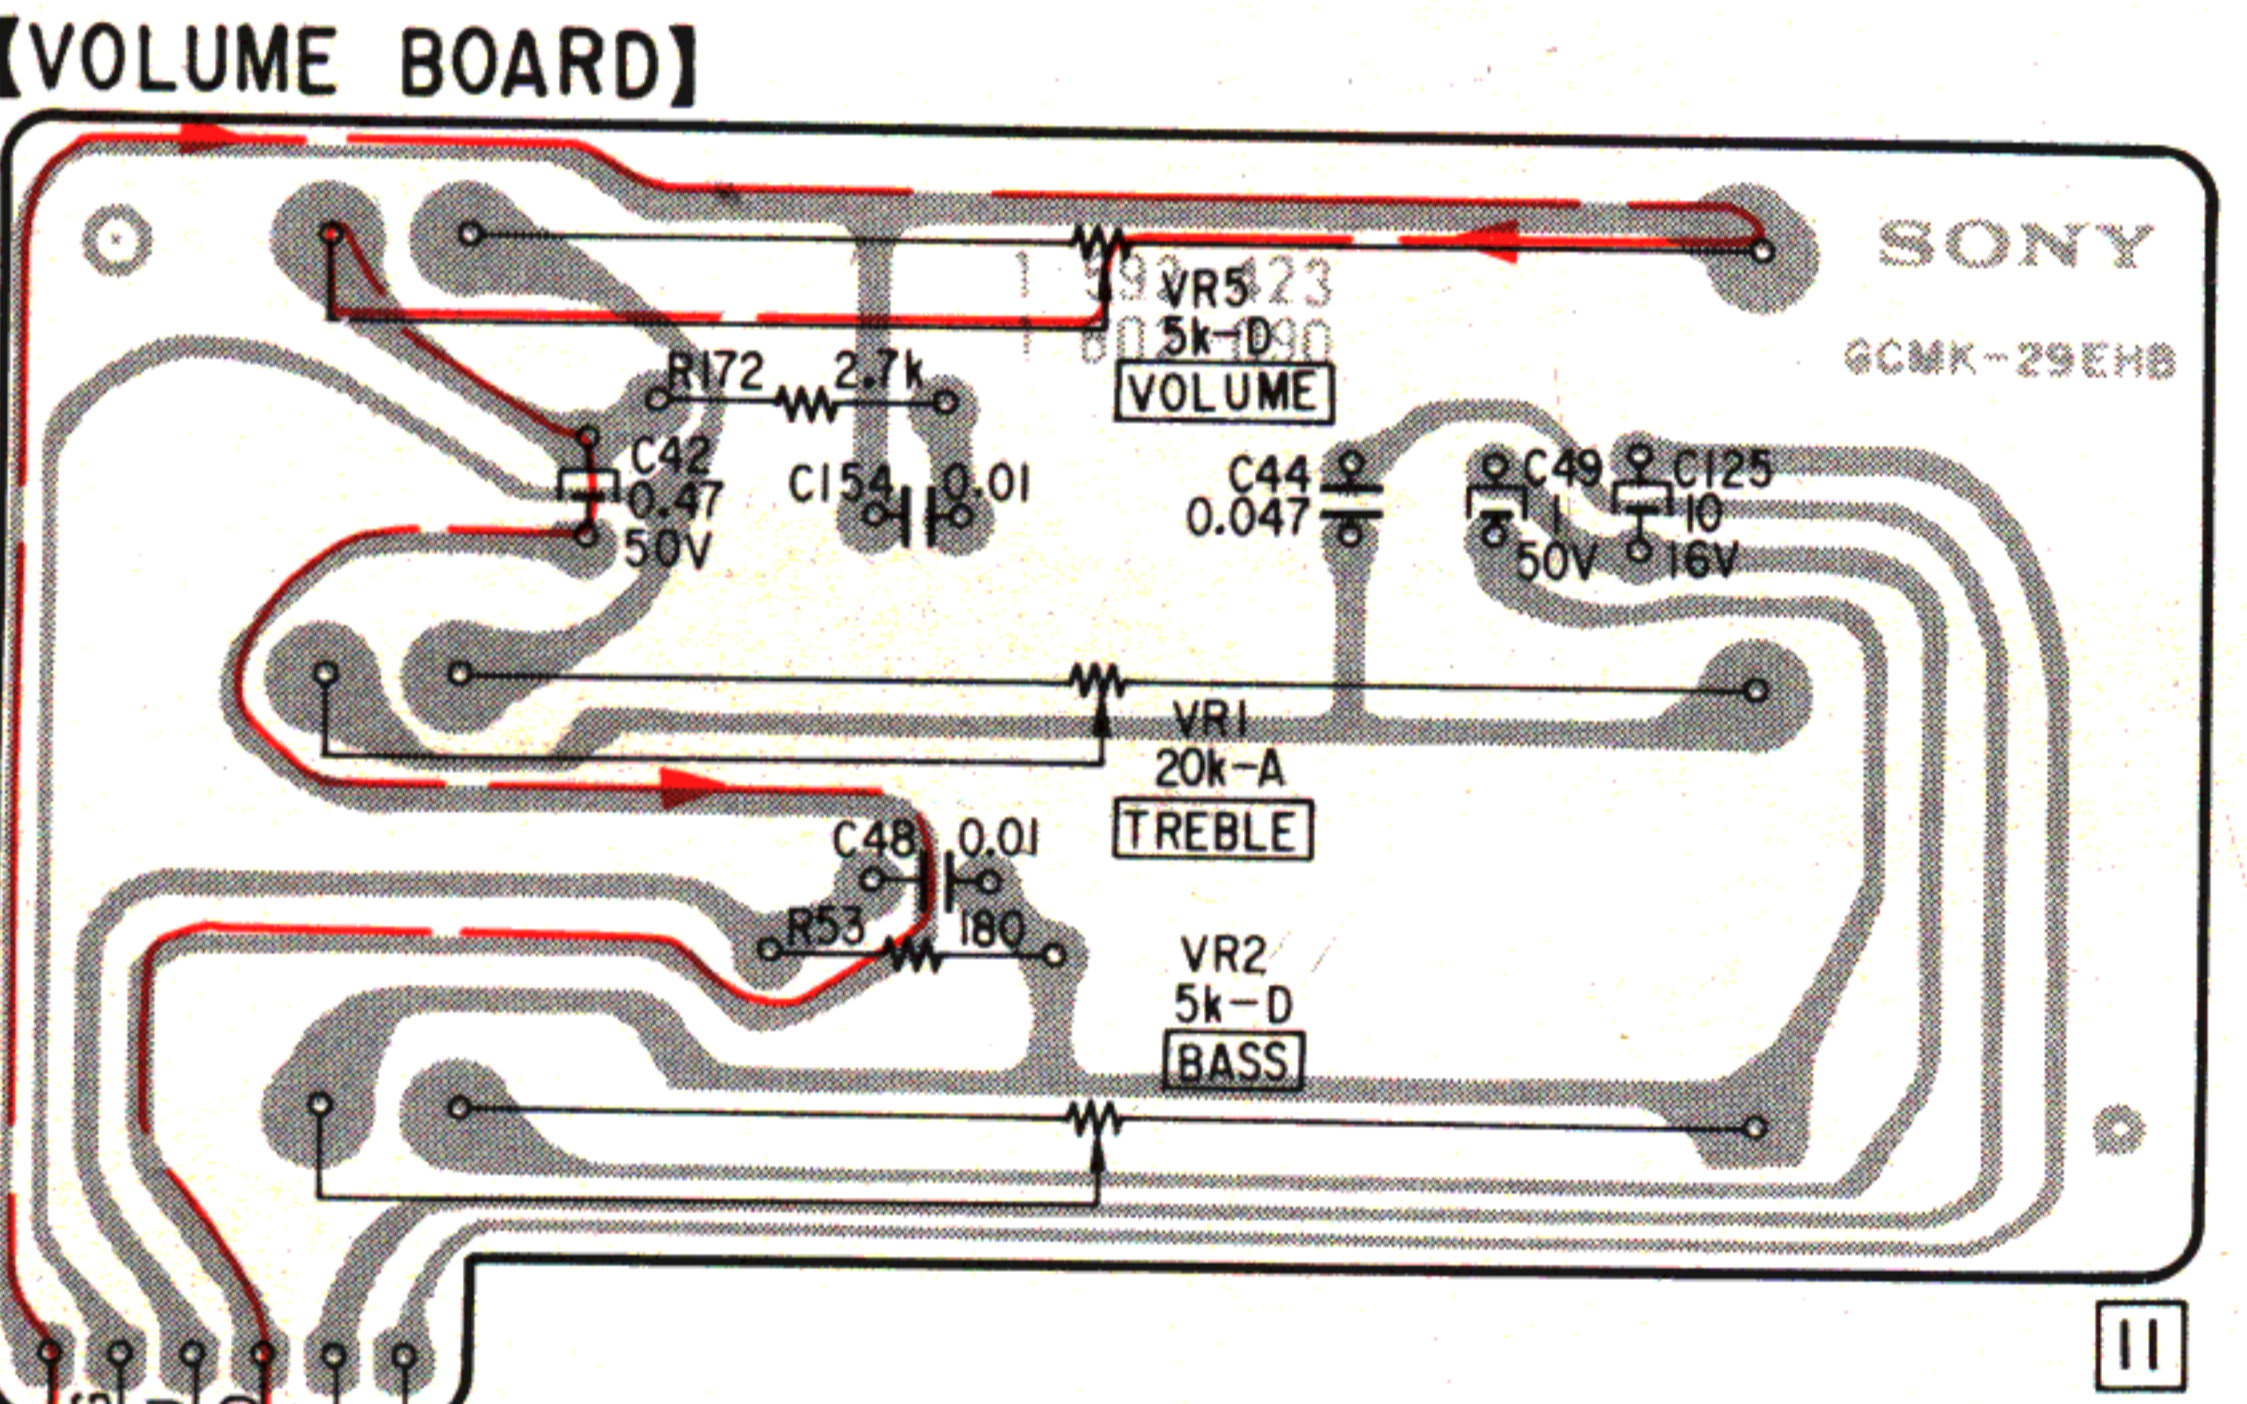 【VOLUME BOARD】
SONY
VR5
5k-D
VOLUME
GCMK-29EHB
R172 2.7k
C42
0.47
50V
C154 0.01
C44
0.047
C49
1
50V
C125
10
16V
VR1
20k-A
TREBLE
C48 0.01
R53 180
VR2
5k-D
BASS
11